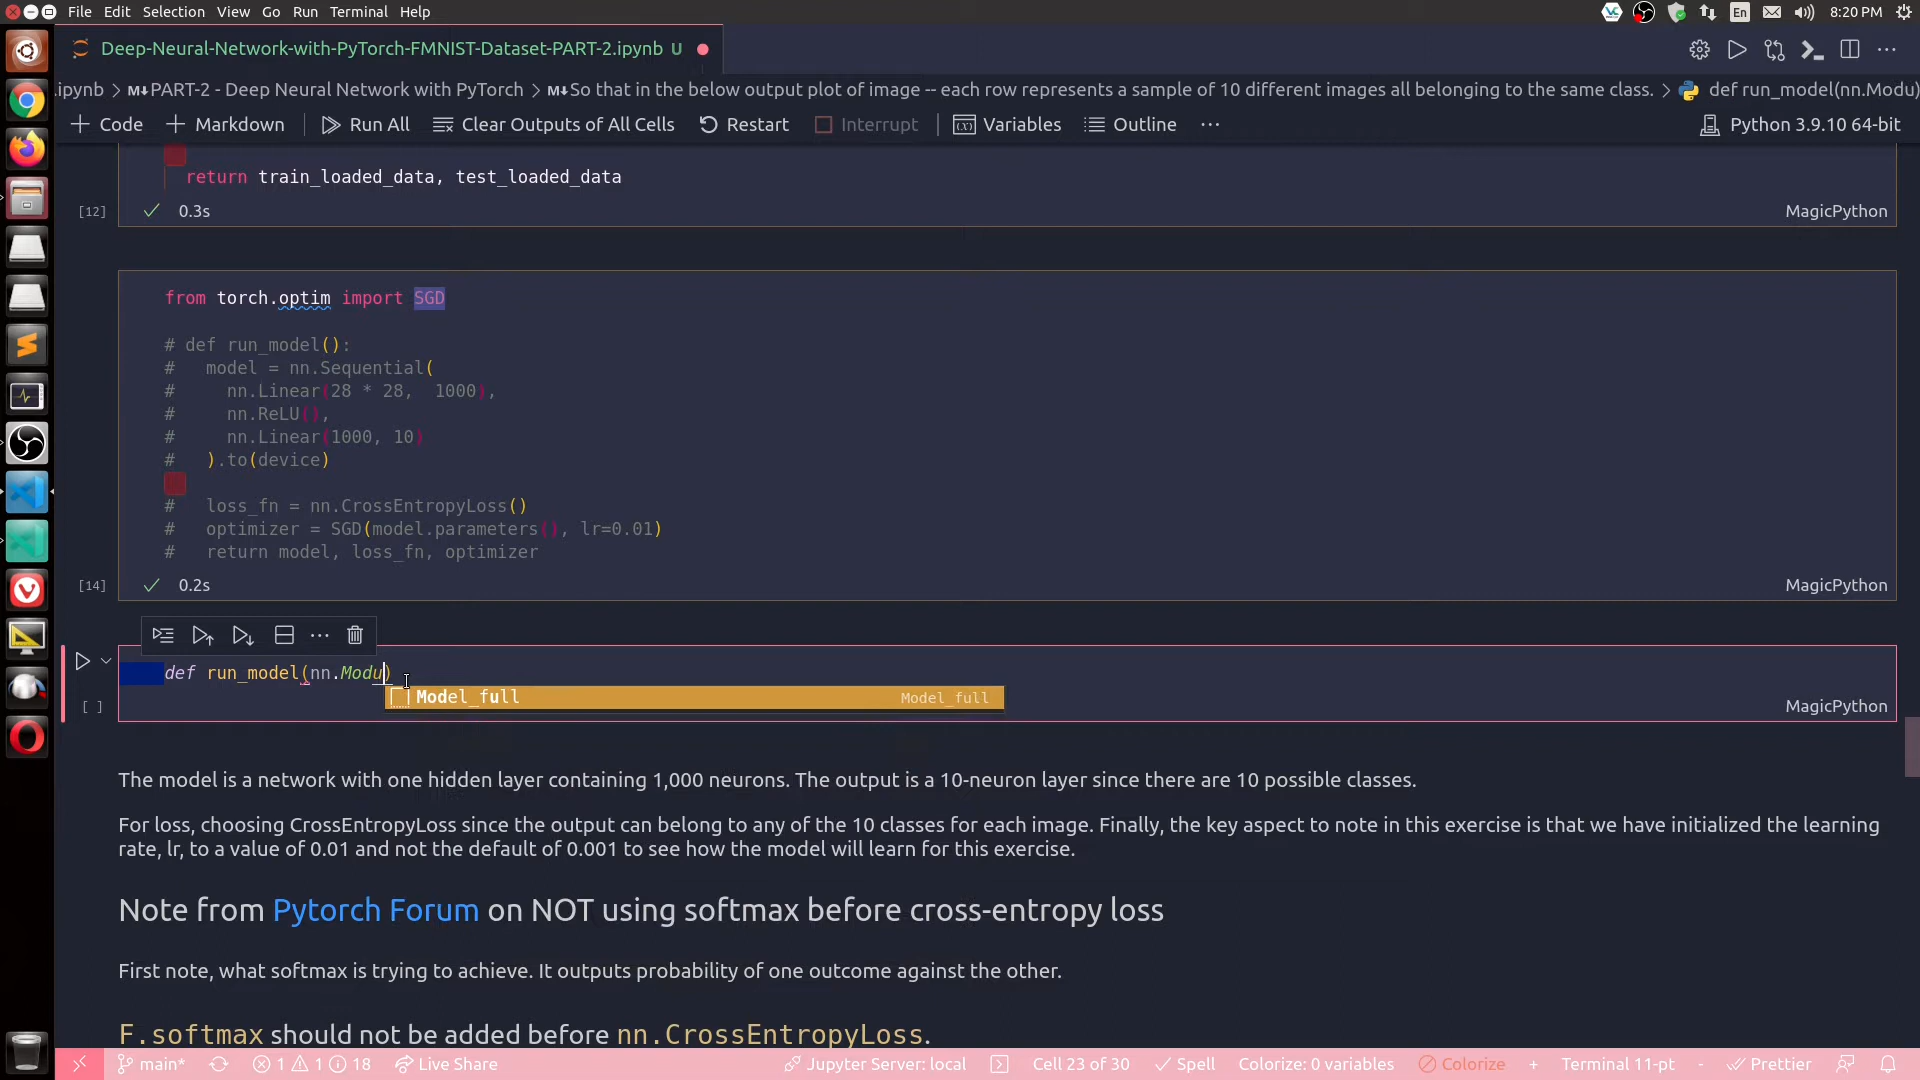 File Edit Selection View Go Run Terminal Help
En 8:20 PM
Deep-Neural-Network-with-PyTorch-FMNIST-Dataset-PART-2.ipynb U
.ipynb > M↓PART-2 - Deep Neural Network with PyTorch > M↓So that in the below output plot of image -- each row represents a sample of 10 different images all belonging to the same class. > def run_model(nn.Modu)
+ Code + Markdown Run All Clear Outputs of All Cells Restart Interrupt Variables Outline ··· Python 3.9.10 64-bit
return train_loaded_data, test_loaded_data
[12] ✓ 0.3s MagicPython
from torch.optim import SGD
# def run_model():
#   model = nn.Sequential(
#     nn.Linear(28 * 28,  1000),
#     nn.ReLU(),
#     nn.Linear(1000, 10)
#   ).to(device)
#   loss_fn = nn.CrossEntropyLoss()
#   optimizer = SGD(model.parameters(), lr=0.01)
#   return model, loss_fn, optimizer
[14] ✓ 0.2s MagicPython
def run_model(nn.Modu)
Model_full Model_full
[ ] MagicPython
The model is a network with one hidden layer containing 1,000 neurons. The output is a 10-neuron layer since there are 10 possible classes.
For loss, choosing CrossEntropyLoss since the output can belong to any of the 10 classes for each image. Finally, the key aspect to note in this exercise is that we have initialized the learning
rate, lr, to a value of 0.01 and not the default of 0.001 to see how the model will learn for this exercise.
Note from Pytorch Forum on NOT using softmax before cross-entropy loss
First note, what softmax is trying to achieve. It outputs probability of one outcome against the other.
F.softmax should not be added before nn.CrossEntropyLoss.
main* 1 1 18 Live Share Jupyter Server: local Cell 23 of 30 Spell Colorize: 0 variables Colorize + Terminal 11-pt - Prettier